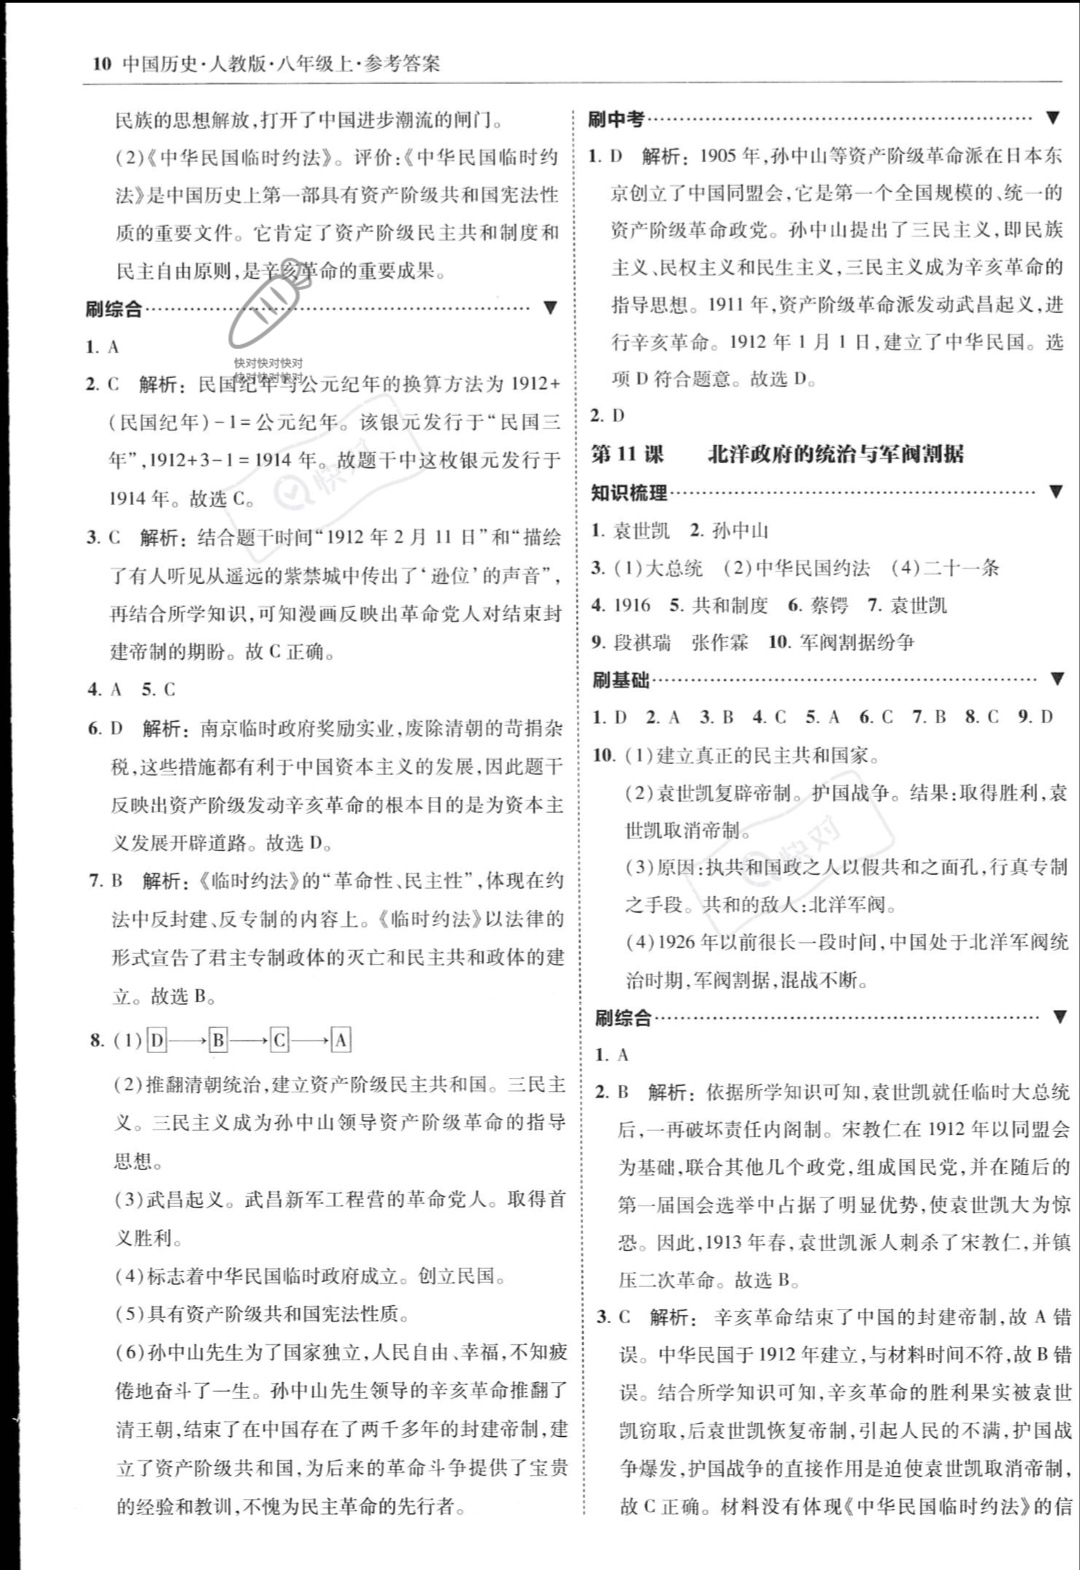 10 中国历史·人教版·八年级上·参考答案
民族的思想解放,打开了中国进步潮流的闸门。
(2)《中华民国临时约法》。评价:《中华民国临时约
法》是中国历史上第一部具有资产阶级共和国宪法性
质的重要文件。它肯定了资产阶级民主共和制度和
民主自由原则,是辛亥革命的重要成果。
刷综合
1. A
快对快对快对
快对快对快对
2. C 解析: 民国纪年与公元纪年的换算方法为 1912+
(民国纪年)-1=公元纪年。该银元发行于“民国三
年”,1912+3-1=1914 年。故题干中这枚银元发行于
1914 年。故选 C。
3. C 解析: 结合题干时间“1912 年 2 月 11 日”和“描绘
了有人听见从遥远的紫禁城中传出了‘逊位’的声音”,
再结合所学知识,可知漫画反映出革命党人对结束封
建帝制的期盼。故 C 正确。
4. A 5. C
6. D 解析: 南京临时政府奖励实业,废除清朝的苛捐杂
税,这些措施都有利于中国资本主义的发展,因此题干
反映出资产阶级发动辛亥革命的根本目的是为资本主
义发展开辟道路。故选 D。
7. B 解析:《临时约法》的“革命性、民主性”,体现在约
法中反封建、反专制的内容上。《临时约法》以法律的
形式宣告了君主专制政体的灭亡和民主共和政体的建
立。故选 B。
8. (1) D → B → C → A
(2)推翻清朝统治,建立资产阶级民主共和国。三民主
义。三民主义成为孙中山领导资产阶级革命的指导
思想。
(3)武昌起义。武昌新军工程营的革命党人。取得首
义胜利。
(4)标志着中华民国临时政府成立。创立民国。
(5)具有资产阶级共和国宪法性质。
(6)孙中山先生为了国家独立,人民自由、幸福,不知疲
倦地奋斗了一生。孙中山先生领导的辛亥革命推翻了
清王朝,结束了在中国存在了两千多年的封建帝制,建
立了资产阶级共和国,为后来的革命斗争提供了宝贵
的经验和教训,不愧为民主革命的先行者。
刷中考
1. D 解析: 1905 年,孙中山等资产阶级革命派在日本东
京创立了中国同盟会,它是第一个全国规模的、统一的
资产阶级革命政党。孙中山提出了三民主义,即民族
主义、民权主义和民生主义,三民主义成为辛亥革命的
指导思想。1911 年,资产阶级革命派发动武昌起义,进
行辛亥革命。1912 年 1 月 1 日,建立了中华民国。选
项 D 符合题意。故选 D。
2. D
第 11 课 北洋政府的统治与军阀割据
知识梳理
1. 袁世凯 2. 孙中山
3. (1)大总统 (2)中华民国约法 (4)二十一条
4. 1916 5. 共和制度 6. 蔡锷 7. 袁世凯
9. 段祺瑞 张作霖 10. 军阀割据纷争
刷基础
1. D 2. A 3. B 4. C 5. A 6. C 7. B 8. C 9. D
10. (1)建立真正的民主共和国家。
(2)袁世凯复辟帝制。护国战争。结果:取得胜利,袁
世凯取消帝制。
(3)原因:执共和国政之人以假共和之面孔,行真专制
之手段。共和的敌人:北洋军阀。
(4)1926 年以前很长一段时间,中国处于北洋军阀统
治时期,军阀割据,混战不断。
刷综合
1. A
2. B 解析: 依据所学知识可知,袁世凯就任临时大总统
后,一再破坏责任内阁制。宋教仁在 1912 年以同盟会
为基础,联合其他几个政党,组成国民党,并在随后的
第一届国会选举中占据了明显优势,使袁世凯大为惊
恐。因此,1913 年春,袁世凯派人刺杀了宋教仁,并镇
压二次革命。故选 B。
3. C 解析: 辛亥革命结束了中国的封建帝制,故 A 错
误。中华民国于 1912 年建立,与材料时间不符,故 B 错
误。结合所学知识可知,辛亥革命的胜利果实被袁世
凯窃取,后袁世凯恢复帝制,引起人民的不满,护国战
争爆发,护国战争的直接作用是迫使袁世凯取消帝制,
故 C 正确。材料没有体现《中华民国临时约法》的信
快对
快对